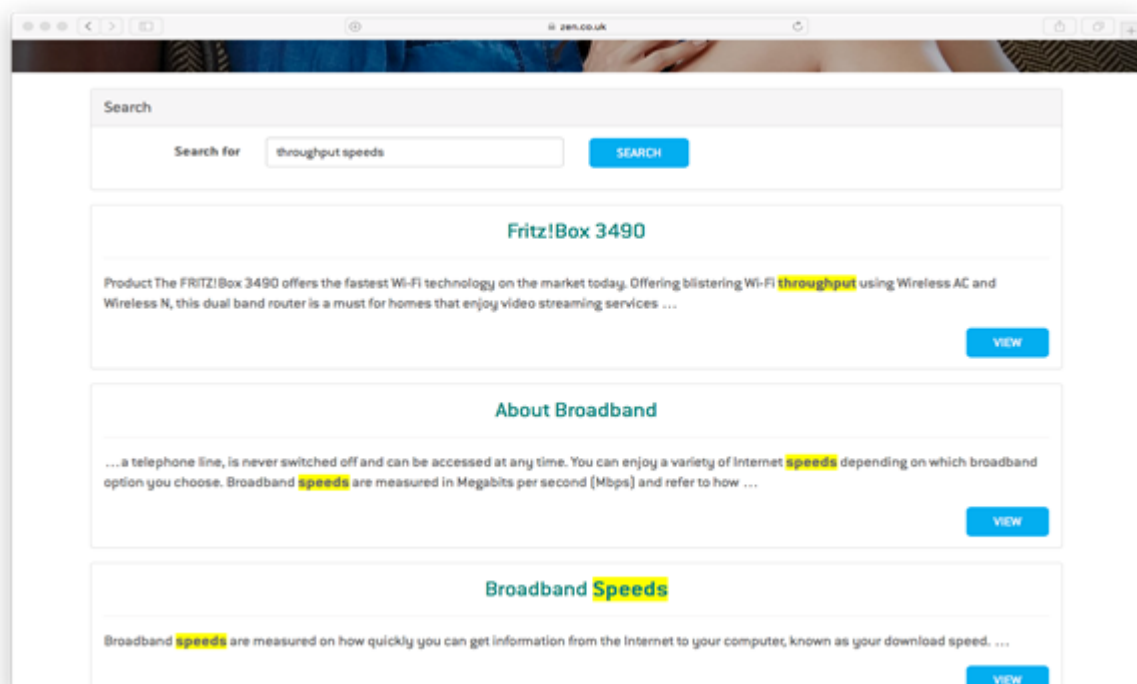 zen.co.uk
Search
Search for
throughput speeds
SEARCH
Fritz!Box 3490
Product The FRITZ!Box 3490 offers the fastest Wi-Fi technology on the market today. Offering blistering Wi-Fi throughput using Wireless AC and
Wireless N, this dual band router is a must for homes that enjoy video streaming services ...
VIEW
About Broadband
...a telephone line, is never switched off and can be accessed at any time. You can enjoy a variety of Internet speeds depending on which broadband
option you choose. Broadband speeds are measured in Megabits per second (Mbps) and refer to how ...
VIEW
Broadband Speeds
Broadband speeds are measured on how quickly you can get information from the Internet to your computer, known as your download speed. ...
VIEW